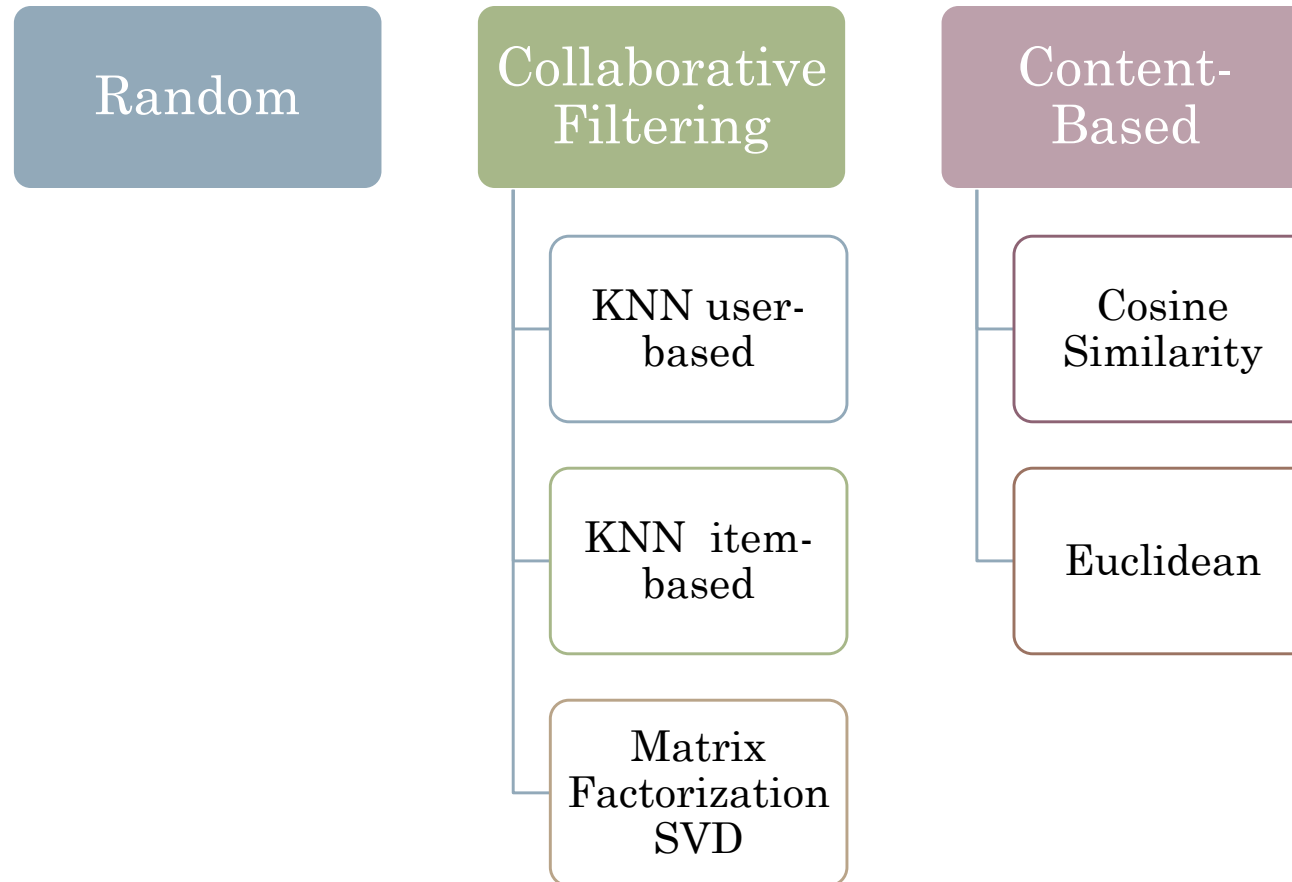 Random
Collaborative
Filtering
KNN user-
based
KNN  item-
based
Matrix
Factorization
SVD
Content-
Based
Cosine
Similarity
Euclidean